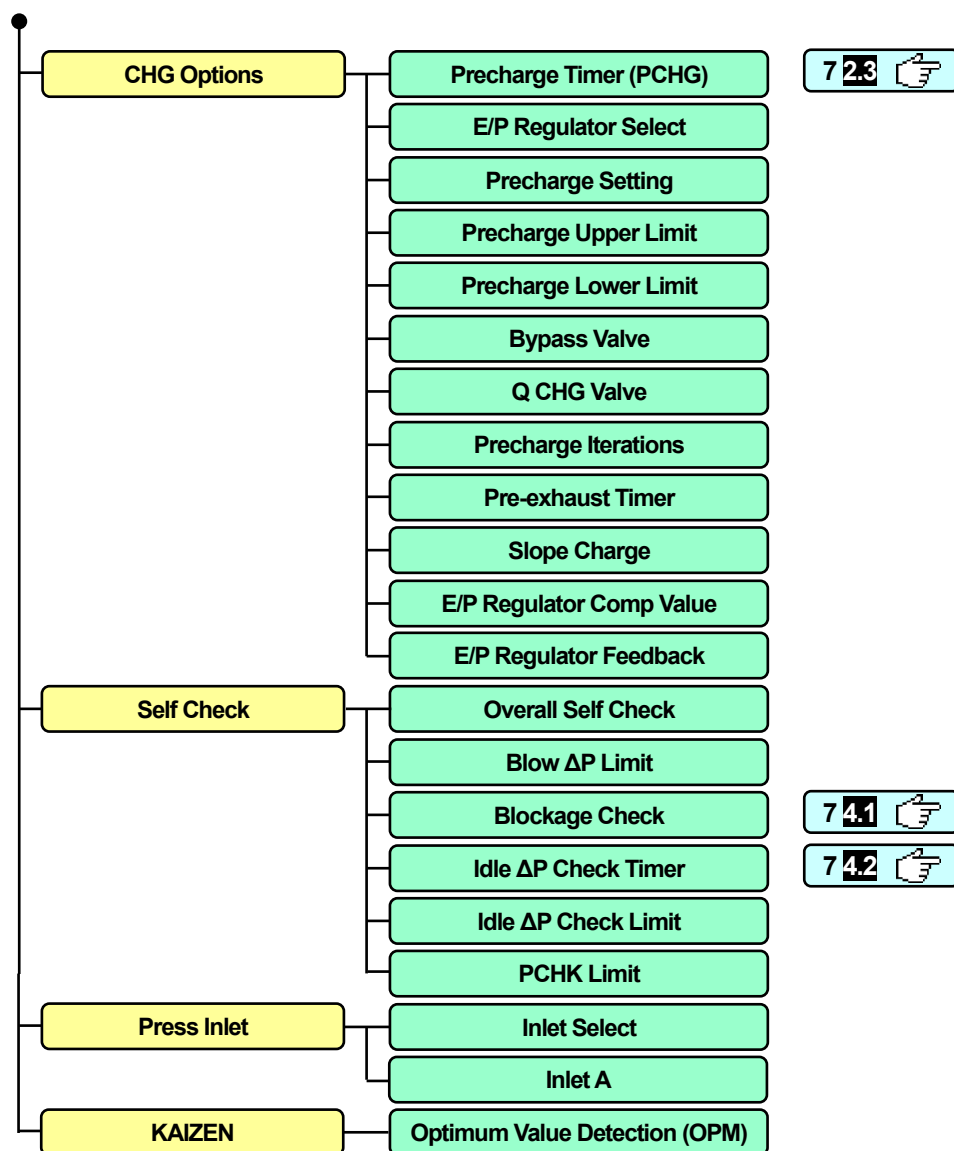 CHG Options
Precharge Timer (PCHG)
7 2.3
E/P Regulator Select
Precharge Setting
Precharge Upper Limit
Precharge Lower Limit
Bypass Valve
Q CHG Valve
Precharge Iterations
Pre-exhaust Timer
Slope Charge
E/P Regulator Comp Value
E/P Regulator Feedback
Self Check
Overall Self Check
Blow ΔP Limit
Blockage Check
7 4.1
Idle ΔP Check Timer
7 4.2
Idle ΔP Check Limit
PCHK Limit
Press Inlet
Inlet Select
Inlet A
KAIZEN
Optimum Value Detection (OPM)